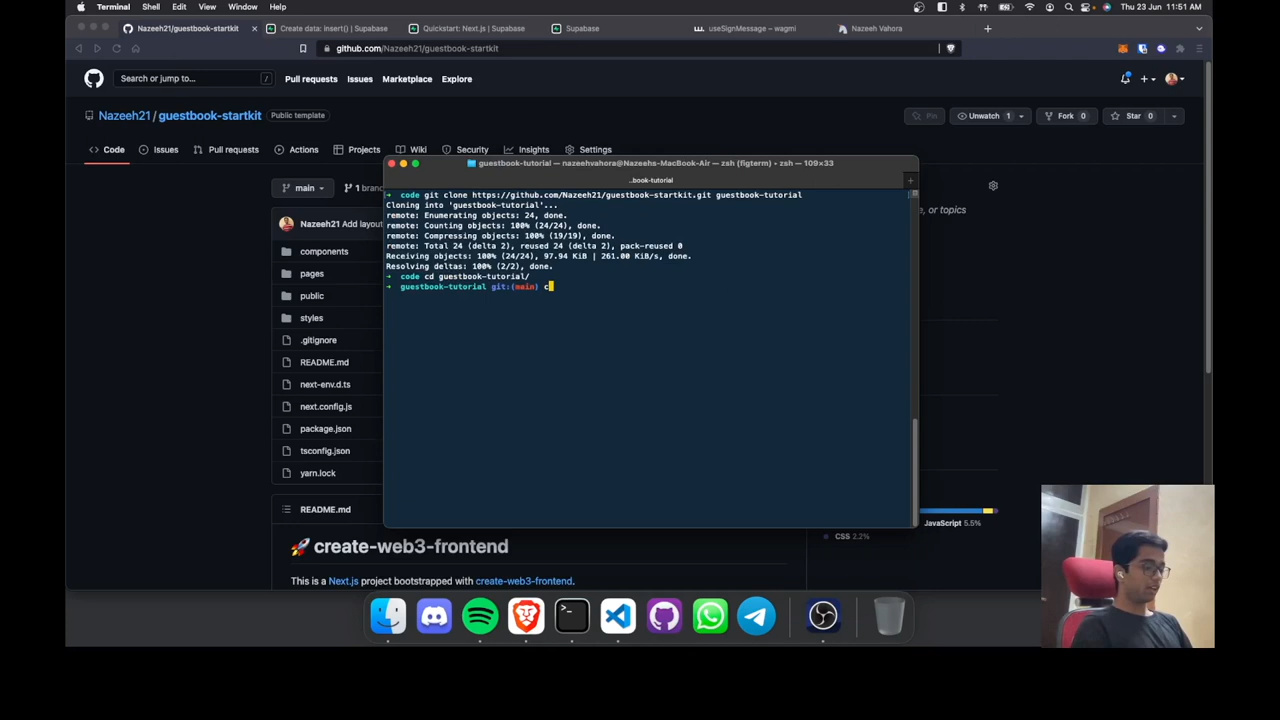 Terminal Shell Edit View Window Help Thu 23 Jun 11:51 AM
Nazeeh21/guestbook-startkit Create data: insert() | Supabase Quickstart: Next.js | Supabase Supabase useSignMessage – wagmi Nazeeh Vahora
github.com/Nazeeh21/guestbook-startkit
Search or jump to... / Pull requests Issues Marketplace Explore
Nazeeh21 / guestbook-startkit Public template Pin Unwatch 1 Fork 0 Star 0
Code Issues Pull requests Actions Projects Wiki Security Insights Settings
main 1 branc
Nazeeh21 Add layou
components
pages
public
styles
.gitignore
README.md
next-env.d.ts
next.config.js
package.json
tsconfig.json
yarn.lock
README.md
create-web3-frontend
This is a Next.js project bootstrapped with create-web3-frontend.
guestbook-tutorial — nazeehvahora@Nazeehs-MacBook-Air — zsh (figterm) • zsh — 109×33
..book-tutorial
→ code git clone https://github.com/Nazeeh21/guestbook-startkit.git guestbook-tutorial
Cloning into 'guestbook-tutorial'...
remote: Enumerating objects: 24, done.
remote: Counting objects: 100% (24/24), done.
remote: Compressing objects: 100% (19/19), done.
remote: Total 24 (delta 2), reused 24 (delta 2), pack-reused 0
Receiving objects: 100% (24/24), 97.94 KiB | 261.00 KiB/s, done.
Resolving deltas: 100% (2/2), done.
→ code cd guestbook-tutorial/
→ guestbook-tutorial git:(main) c
e, or topics
JavaScript 5.5%
CSS 2.2%